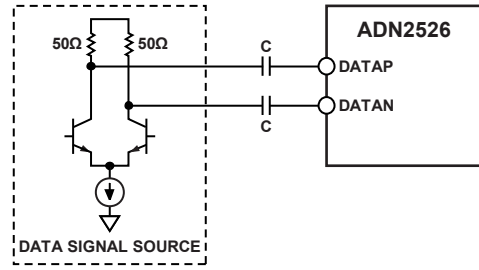 50Ω 50Ω
ADN2526
C
DATAP
DATAN
C
DATA SIGNAL SOURCE